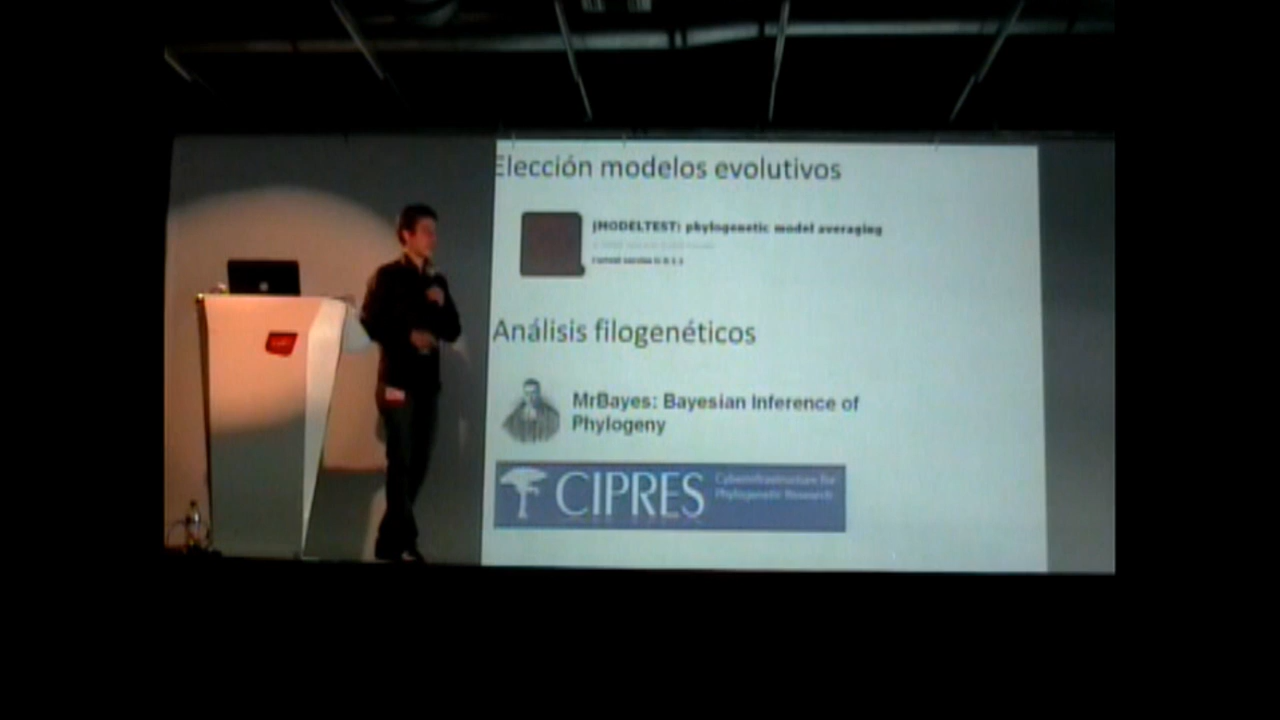 Elección modelos evolutivos
jMODELTEST: phylogenetic model averaging
Análisis filogenéticos
MrBayes: Bayesian Inference of
Phylogeny
CIPRES
Cyberinfrastructure for
Phylogenetic Research